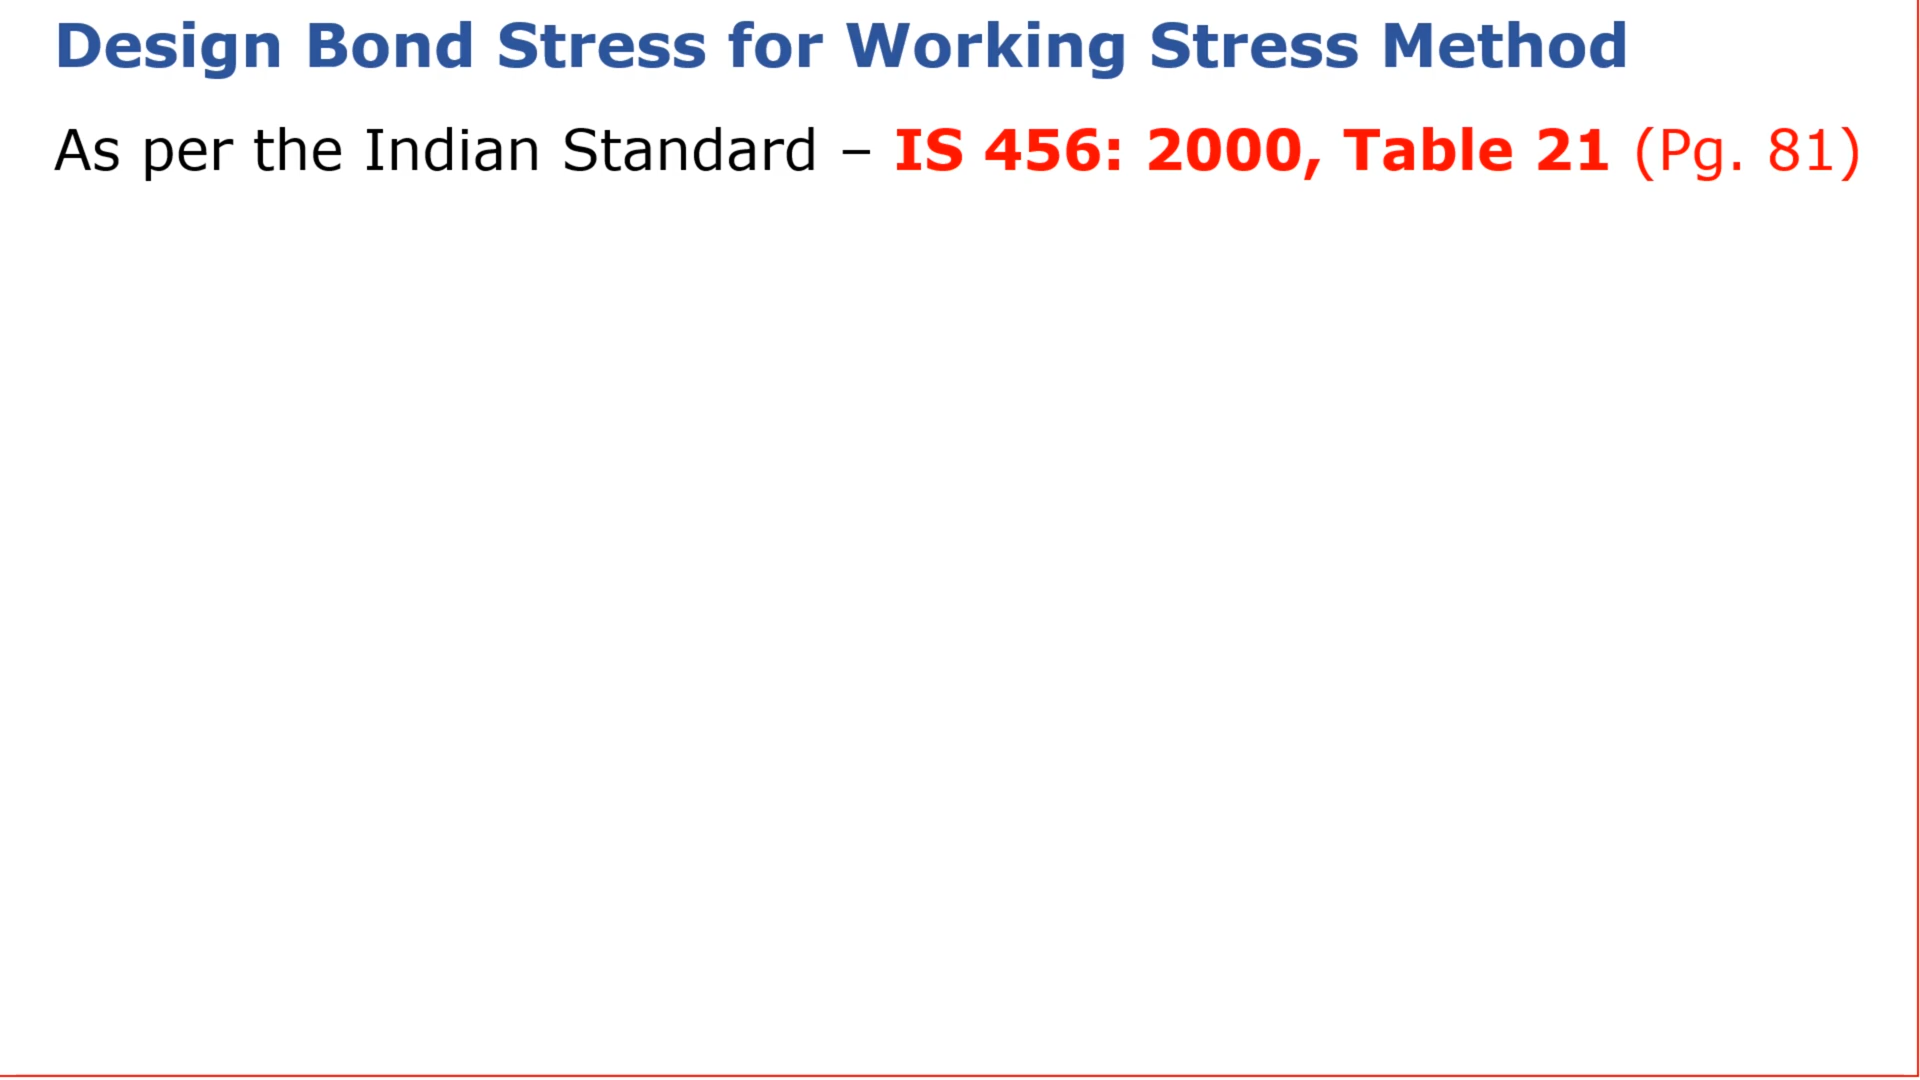 Design Bond Stress for Working Stress Method
As per the Indian Standard – IS 456: 2000, Table 21 (Pg. 81)